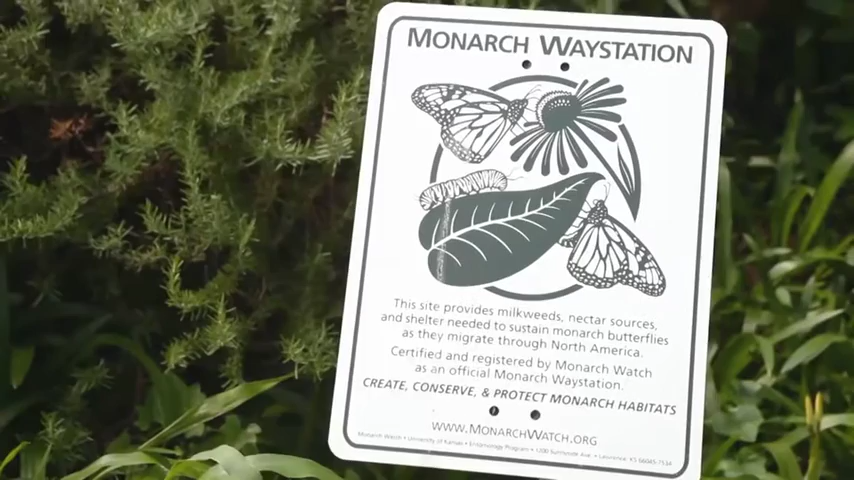 MONARCH WAYSTATION
This site provides milkweeds, nectar sources,
and shelter needed to sustain monarch butterflies
as they migrate through North America.
Certified and registered by Monarch Watch
as an official Monarch Waystation.
CREATE, CONSERVE, & PROTECT MONARCH HABITATS
WWW.MONARCHWATCH.ORG
Monarch Watch • University of Kansas • Entomology Program • 1200 Sunnyside Ave. • Lawrence, KS 66045-7534